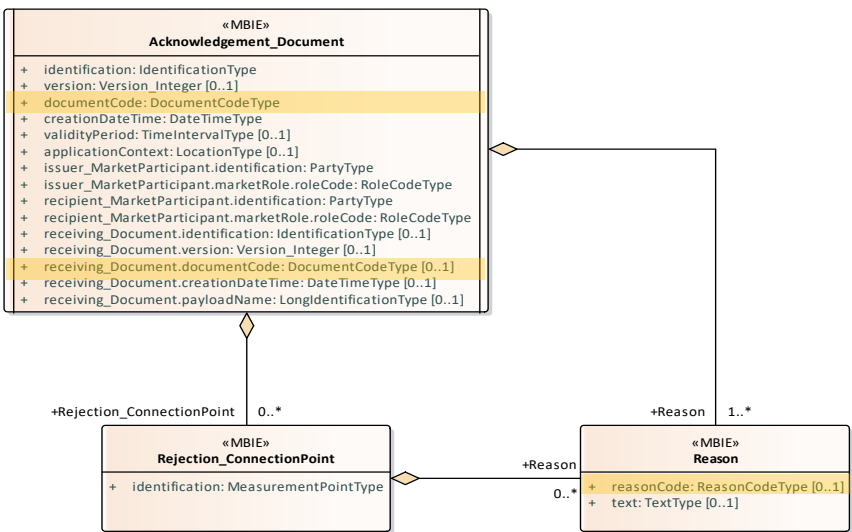 «MBIE»
Acknowledgement_Document
+ identification: IdentificationType
+ version: Version_Integer [0..1]
+ documentCode: DocumentCodeType
+ creationDateTime: DateTimeType
+ validityPeriod: TimeIntervalType [0..1]
+ applicationContext: LocationType [0..1]
+ issuer_MarketParticipant.identification: PartyType
+ issuer_MarketParticipant.marketRole.roleCode: RoleCodeType
+ recipient_MarketParticipant.identification: PartyType
+ recipient_MarketParticipant.marketRole.roleCode: RoleCodeType
+ receiving_Document.identification: IdentificationType [0..1]
+ receiving_Document.version: Version_Integer [0..1]
+ receiving_Document.documentCode: DocumentCodeType [0..1]
+ receiving_Document.creationDateTime: DateTimeType [0..1]
+ receiving_Document.payloadName: LongIdentificationType [0..1]
+Rejection_ConnectionPoint 0..*
+Reason 1..*
«MBIE»
Rejection_ConnectionPoint
+ identification: MeasurementPointType
+Reason
0..*
«MBIE»
Reason
+ reasonCode: ReasonCodeType [0..1]
+ text: TextType [0..1]